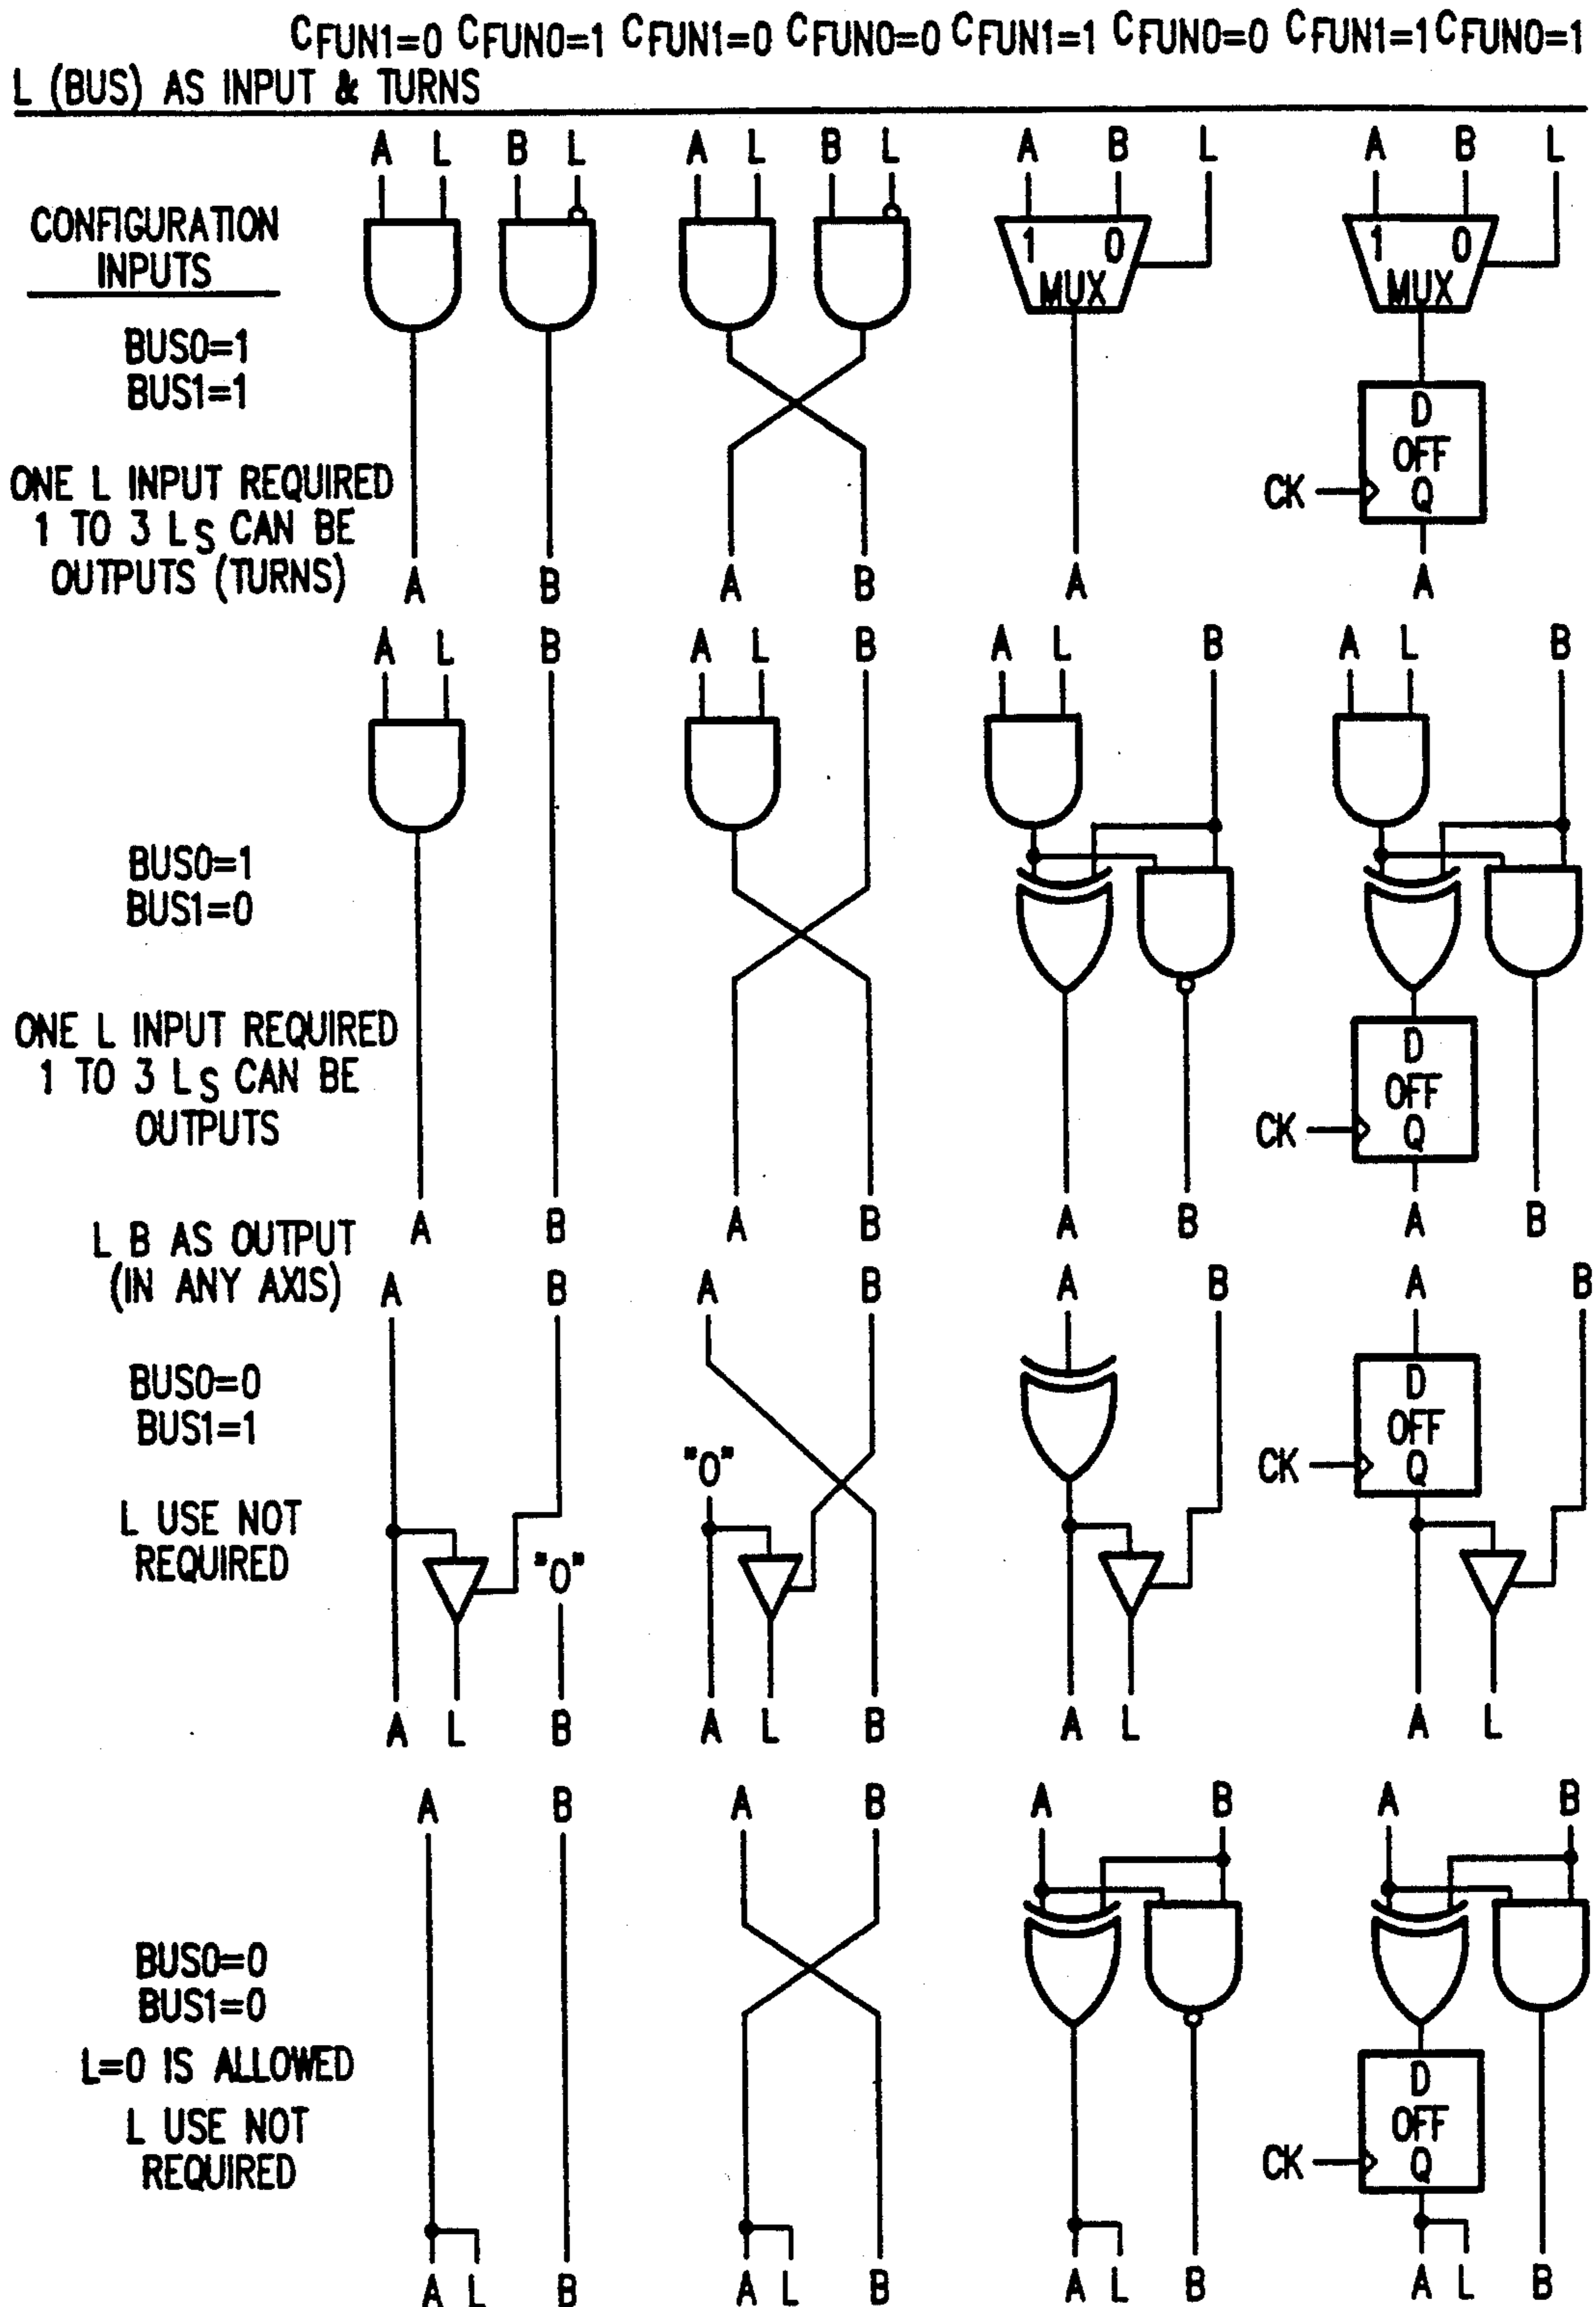 CFUN1=0 CFUN0=1 CFUN1=0 CFUN0=0 CFUN1=1 CFUN0=0 CFUN1=1 CFUN0=1
L (BUS) AS INPUT & TURNS
A L B L A L B L A B L A B L
CONFIGURATION
INPUTS
1 0 1 0
MUX MUX
BUS0=1
BUS1=1
D
OFF
CK Q
ONE L INPUT REQUIRED
1 TO 3 LS CAN BE
OUTPUTS (TURNS)
A B A B A A
A L B A L B A L B A L B
BUS0=1
BUS1=0
ONE L INPUT REQUIRED
1 TO 3 LS CAN BE
OUTPUTS
D
OFF
CK Q
A B A B A B A B
L B AS OUTPUT
(IN ANY AXIS)
A B A B A B A B
BUS0=0
BUS1=1
D
OFF
CK Q
"0"
L USE NOT
REQUIRED
"0"
A L B A L B A L A L
A B A B A B A B
BUS0=0
BUS1=0
L=0 IS ALLOWED
L USE NOT
REQUIRED
D
OFF
CK Q
A L B A L B A L B A L B